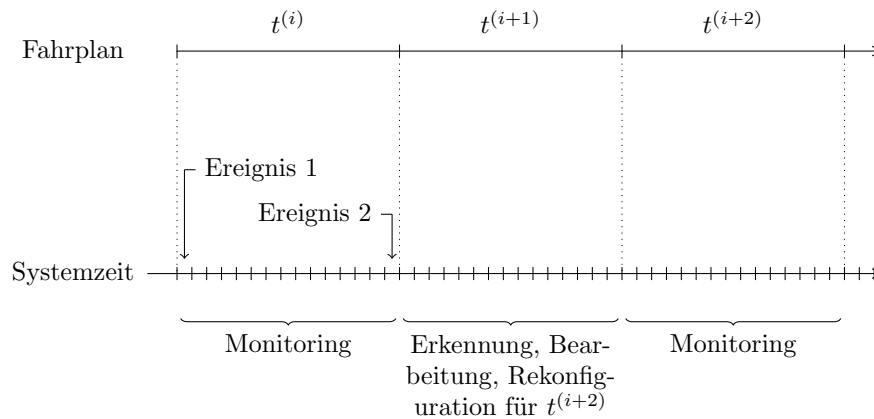 t^(i) t^(i+1) t^(i+2)
Fahrplan
Ereignis 1
Ereignis 2
Systemzeit
Monitoring
Erkennung, Bear-
beitung, Rekonfig-
uration für t^(i+2)
Monitoring